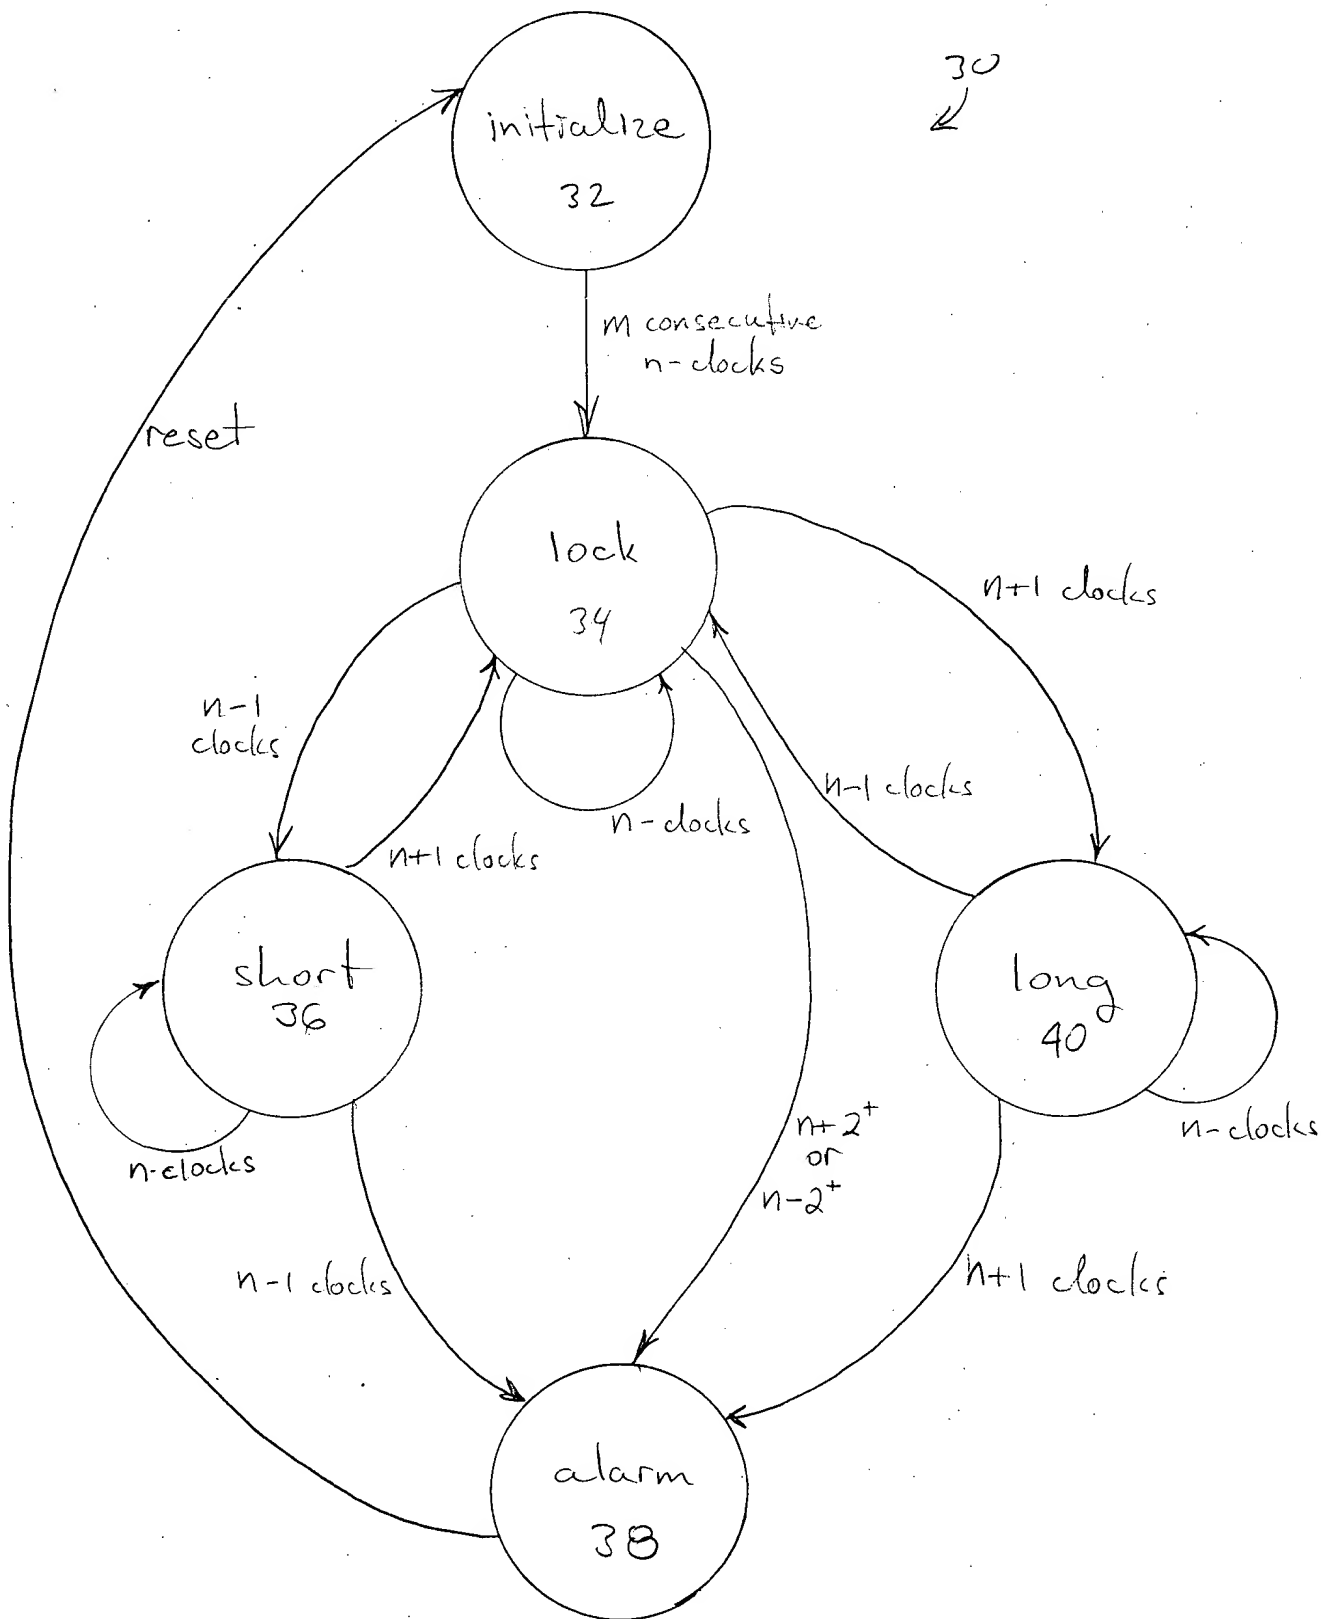 30
initialize
32
m consecutive
n-clocks
reset
lock
34
n+1 clocks
n-1
clocks
n-1 clocks
n-clocks
n+1 clocks
short
36
long
40
n-clocks
n-clocks
n+2⁺
or
n-2⁺
n-1 clocks
n+1 clocks
alarm
38